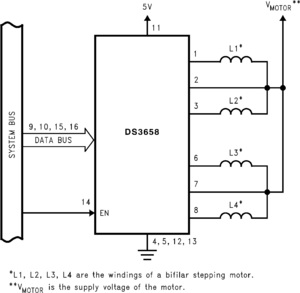 5V
V_MOTOR**
11
1
L1*
2
3
L2*
DS3658
SYSTEM BUS
9, 10, 15, 16
DATA BUS
6
L3*
7
8
L4*
14
EN
4, 5, 12, 13
*L1, L2, L3, L4 are the windings of a bifilar stepping motor.
**V_MOTOR is the supply voltage of the motor.